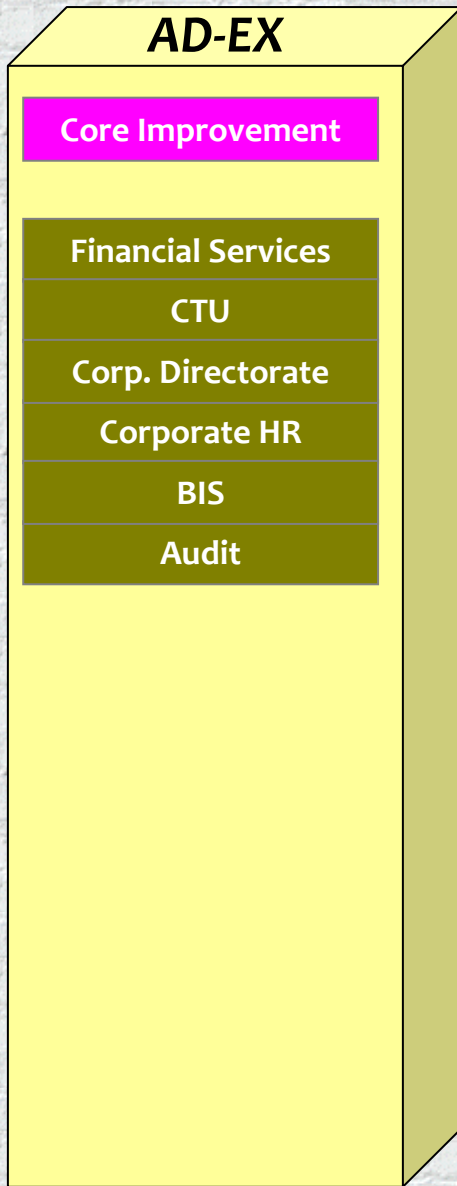 AD-EX
Core Improvement
Financial Services
CTU
Corp. Directorate
Corporate HR
BIS
Audit